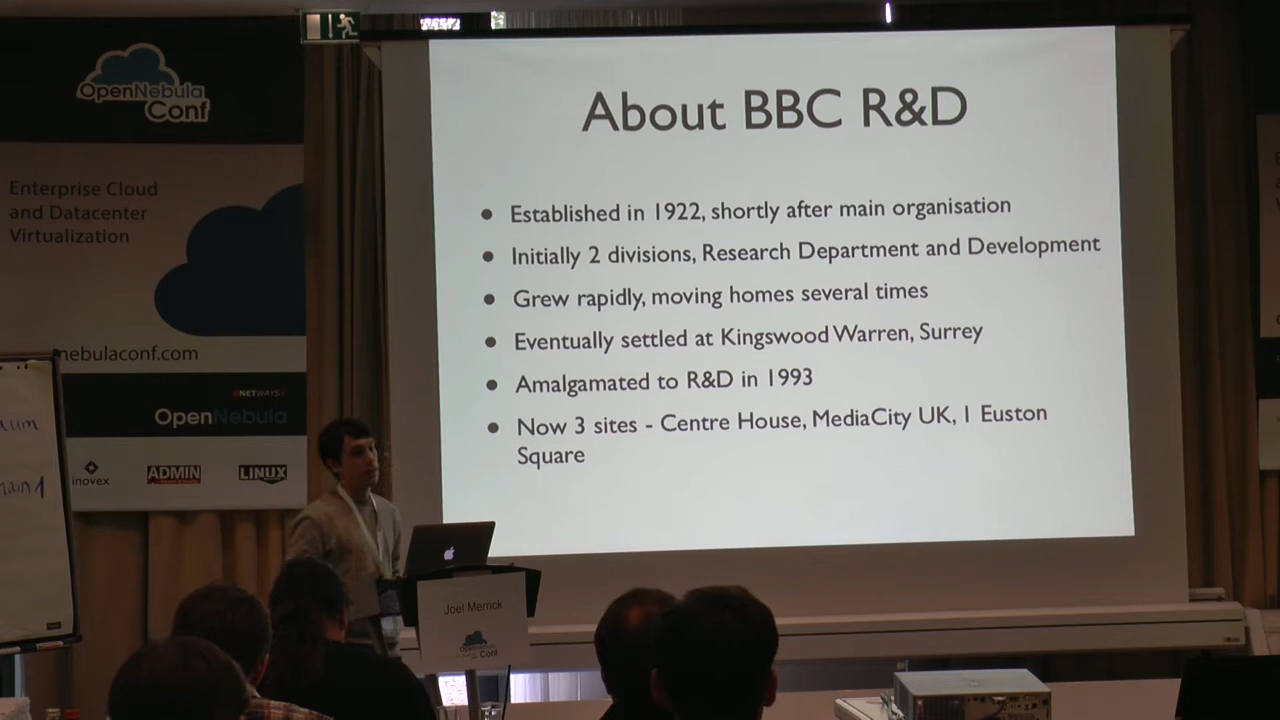 OpenNebula
Conf
Enterprise Cloud
and Datacenter
Virtualization
nebulaconf.com
NETWAYS
OpenNebula
inovex
ADMIN
LINUX
About BBC R&D
Established in 1922, shortly after main organisation
Initially 2 divisions, Research Department and Development
Grew rapidly, moving homes several times
Eventually settled at Kingswood Warren, Surrey
Amalgamated to R&D in 1993
Now 3 sites - Centre House, MediaCity UK, 1 Euston
Square
Joel Merrick
OpenNebula
Conf